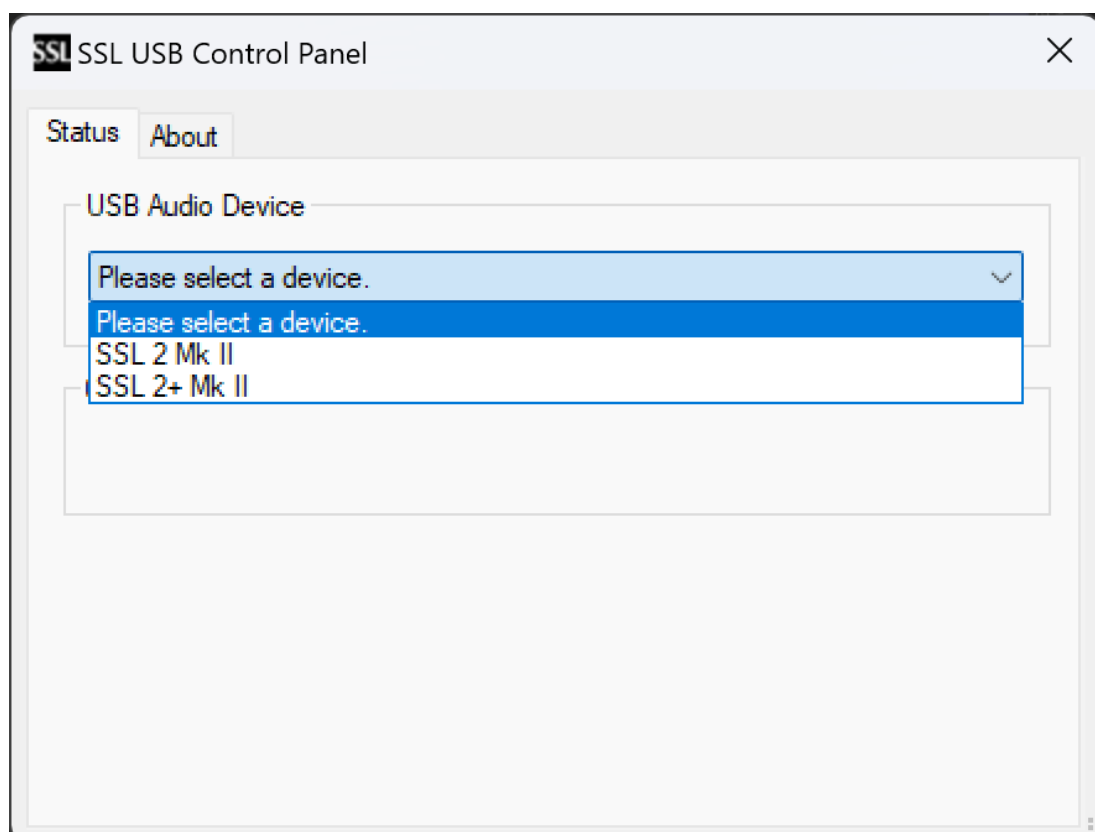 SSL SSL USB Control Panel
Status About
USB Audio Device
Please select a device.
Please select a device.
SSL 2 Mk II
SSL 2+ Mk II